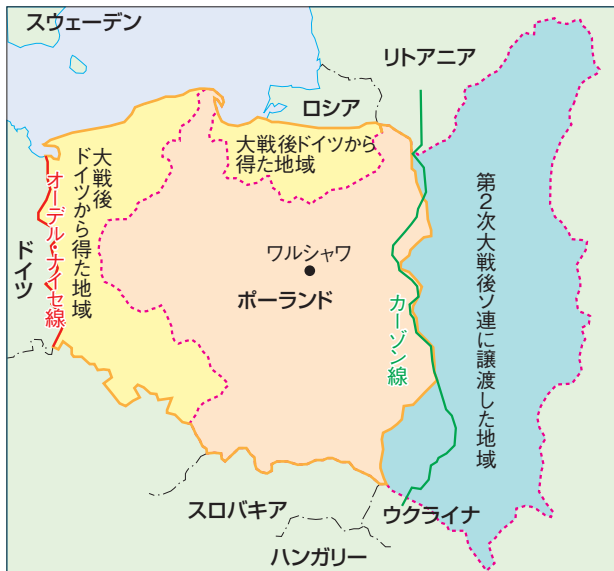 スウェーデン
リトアニア
ロシア
大戦後ドイツから
得た地域
大戦後
ドイツから得た地域
オーデル・ナイセ線
ドイツ
ワルシャワ
ポーランド
カーゾン線
第2次大戦後ソ連に譲渡した地域
スロバキア
ウクライナ
ハンガリー